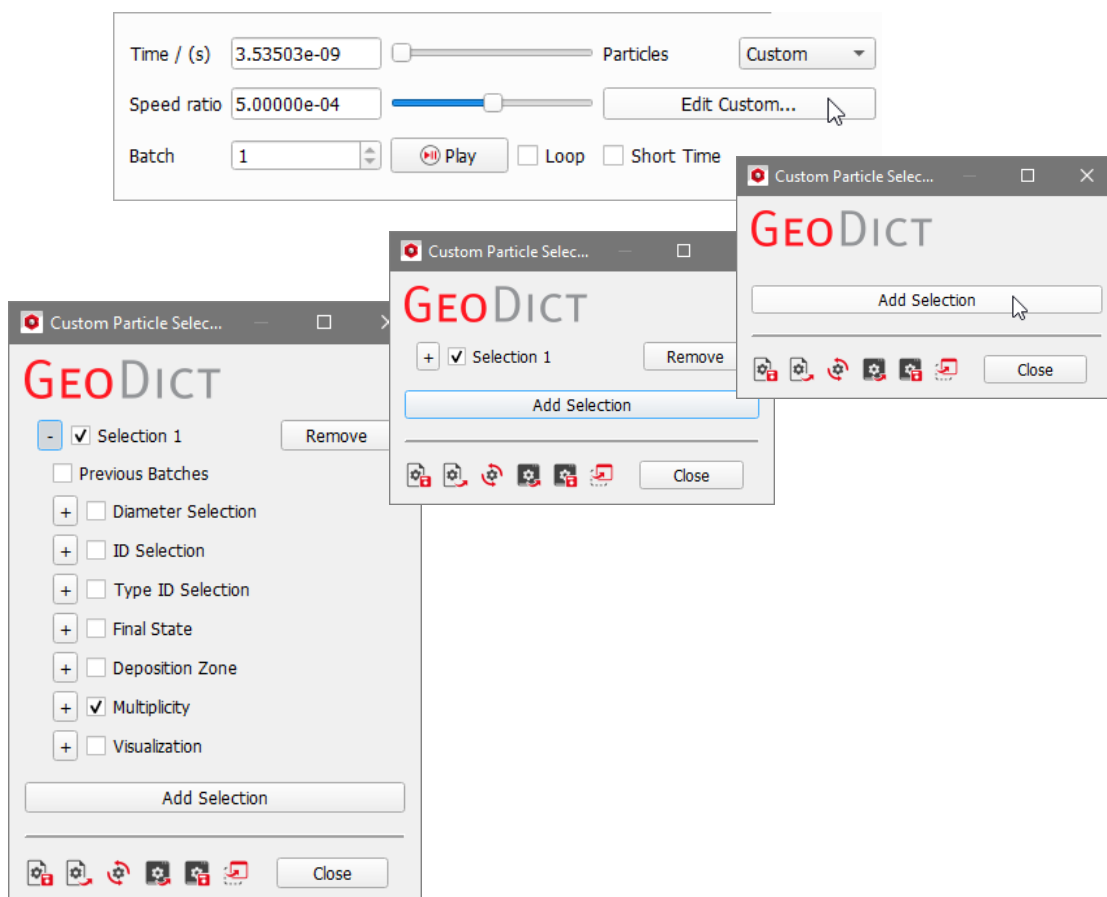 Time / (s) 3.53503e-09 Particles Custom
Speed ratio 5.00000e-04 Edit Custom...
Batch 1 Play Loop Short Time
Custom Particle Selec...
GEODICT
Add Selection
Close
Custom Particle Selec...
GEODICT
+ Selection 1 Remove
Add Selection
Close
Custom Particle Selec...
GEODICT
- Selection 1 Remove
Previous Batches
+ Diameter Selection
+ ID Selection
+ Type ID Selection
+ Final State
+ Deposition Zone
+ Multiplicity
+ Visualization
Add Selection
Close